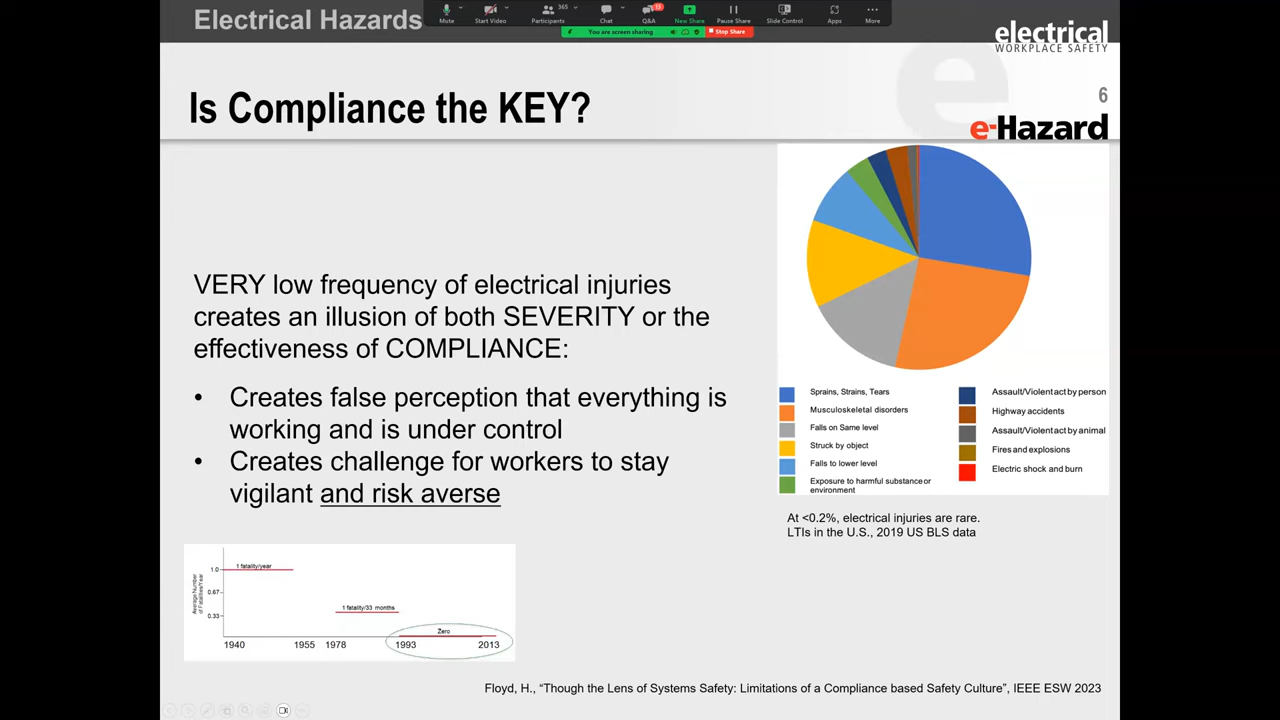 Electrical Hazards
Mute
Start Video
Participants
365
Chat
Q&A
13
New Share
Pause Share
Slide Control
Apps
More
You are screen sharing
Stop Share
electrical
WORKPLACE SAFETY
6
e-Hazard
Is Compliance the KEY?
VERY low frequency of electrical injuries
creates an illusion of both SEVERITY or the
effectiveness of COMPLIANCE:
• Creates false perception that everything is
working and is under control
• Creates challenge for workers to stay
vigilant and risk averse
Sprains, Strains, Tears
Musculoskeletal disorders
Falls on Same level
Struck by object
Falls to lower level
Exposure to harmful substance or
environment
Assault/Violent act by person
Highway accidents
Assault/Violent act by animal
Fires and explosions
Electric shock and burn
At <0.2%, electrical injuries are rare.
LTIs in the U.S., 2019 US BLS data
Average Number
of Fatalities/Year
1.0
0.67
0.33
1 fatality/year
1 fatality/33 months
Zero
1940
1955
1978
1993
2013
Floyd, H., “Though the Lens of Systems Safety: Limitations of a Compliance based Safety Culture”, IEEE ESW 2023